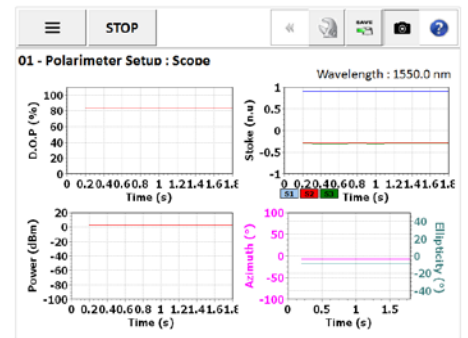 STOP
SAVE
01 - Polarimeter Setup : Scope
Wavelength : 1550.0 nm
D.O.P (%)
100
80
60
40
20
0
0 0.20.40.60.8 1 1.21.41.61.8
Time (s)
Stoke (n.u)
1
0.5
0
-0.5
-1
0 0.20.40.60.8 1 1.21.41.61.8
S1 S2 S3
Time (s)
Power (dBm)
20
0
-20
-40
-60
-80
-100
0 0.20.40.60.8 1 1.21.41.61.8
Time (s)
Azimuth (°)
100
50
0
-50
-100
0 0.5 1 1.5
Time (s)
40
20
0
-20
-40
Ellipticity (°)